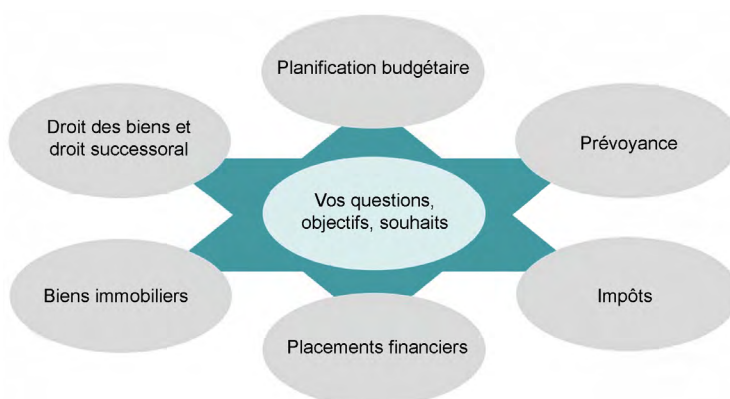 Planification budgétaire
Droit des biens et
droit successoral
Prévoyance
Vos questions,
objectifs, souhaits
Biens immobiliers
Impôts
Placements financiers